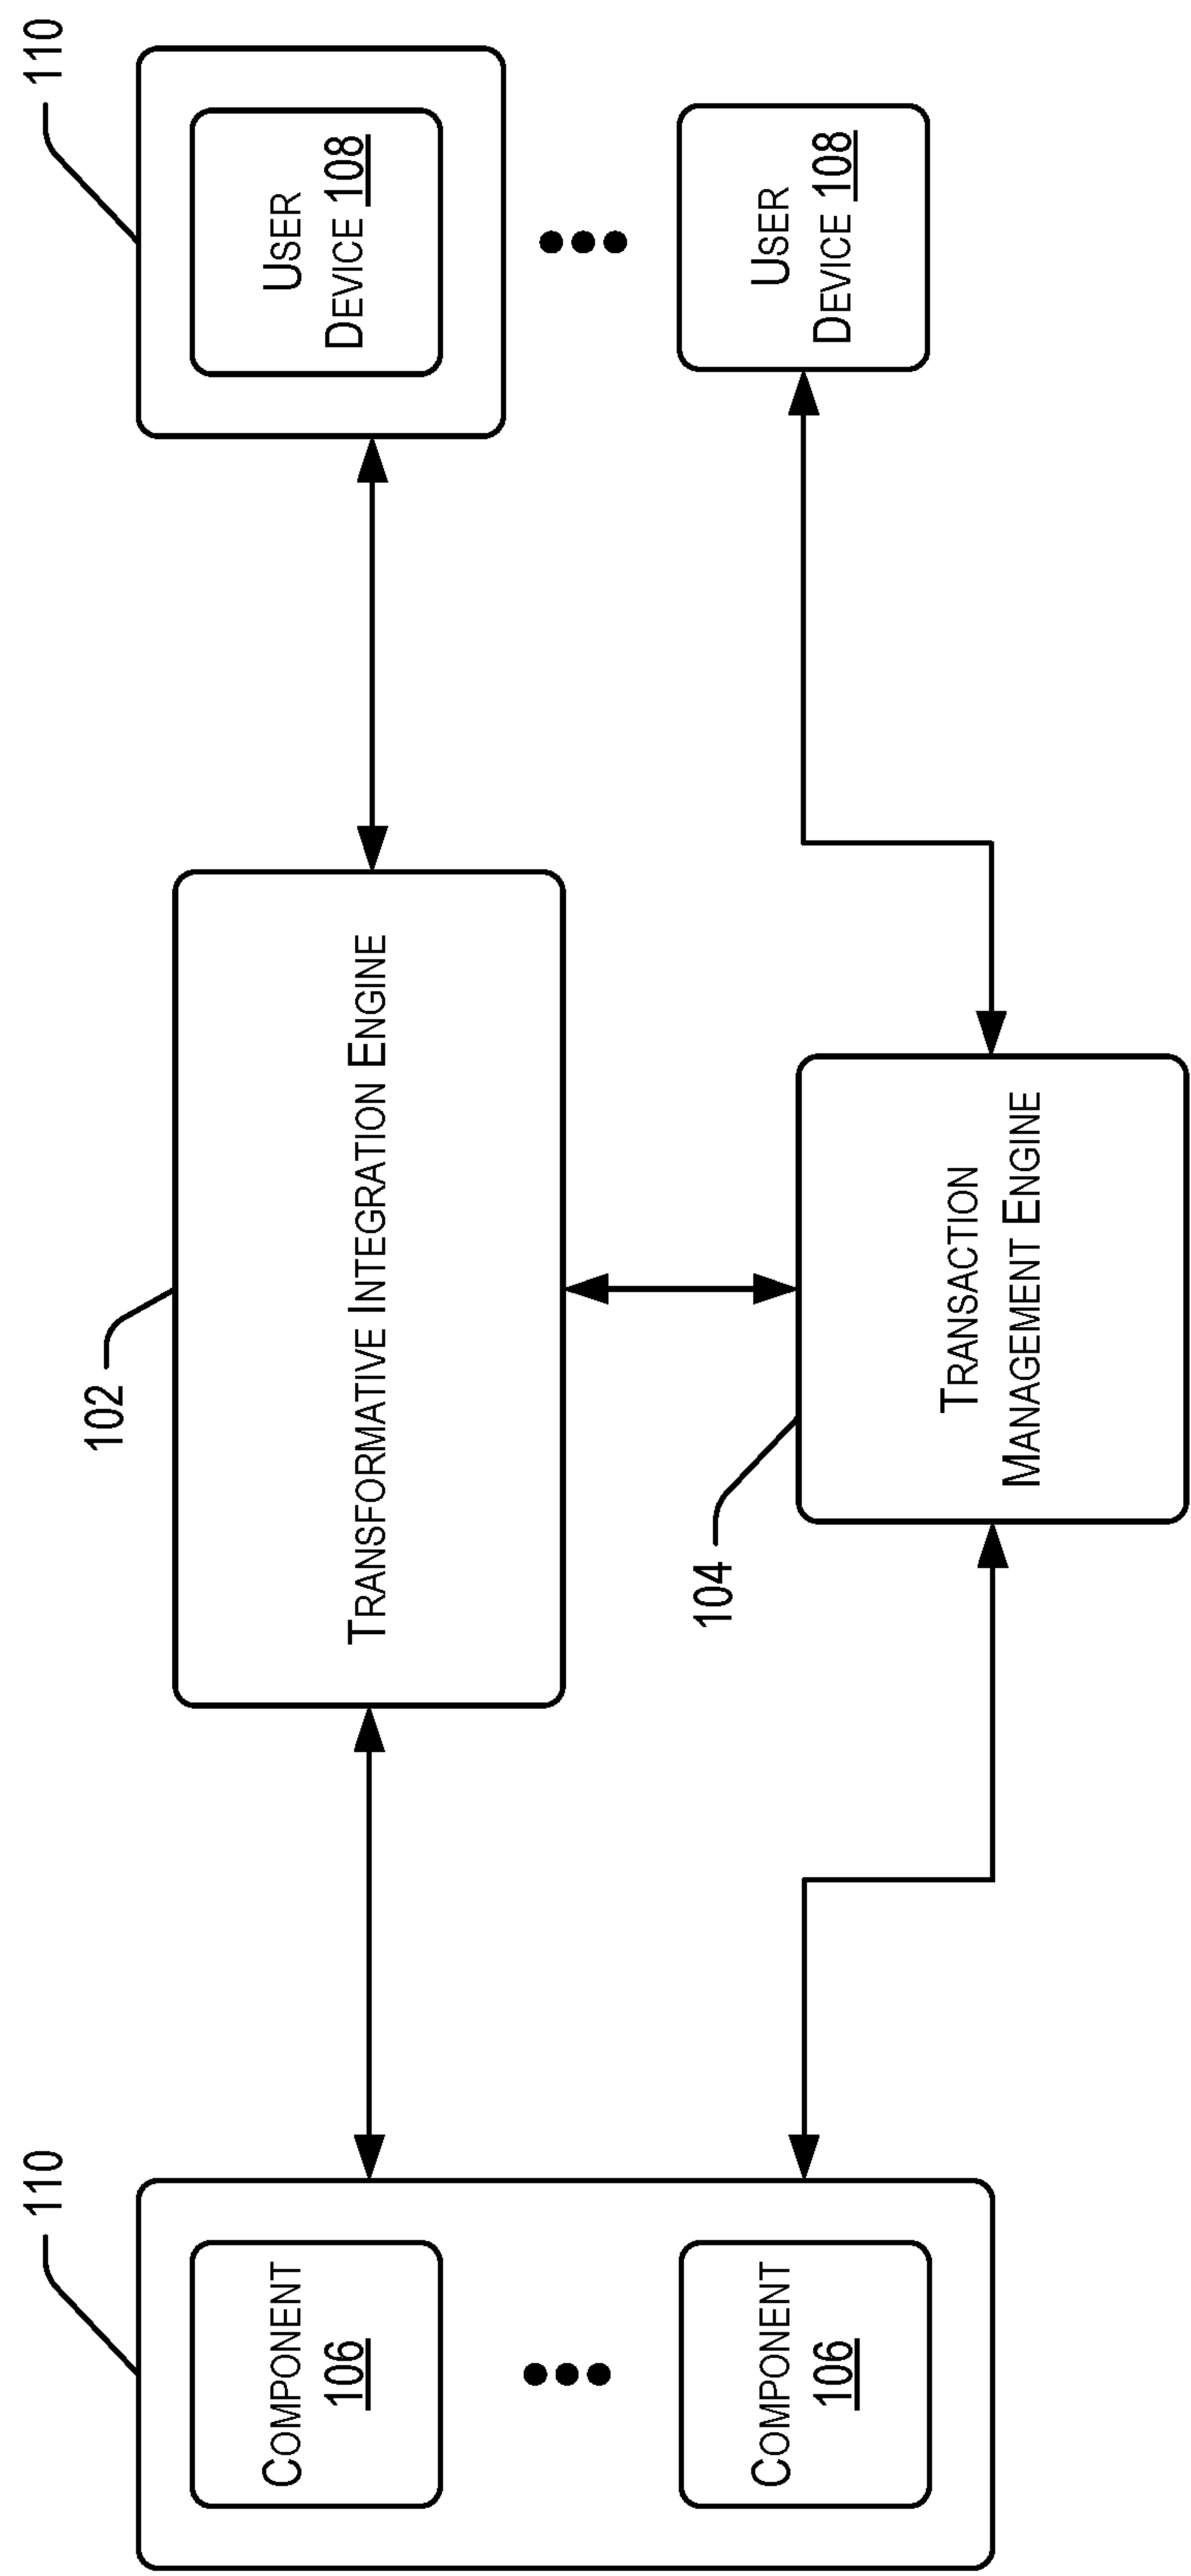 110
COMPONENT
106
COMPONENT
106
102
TRANSFORMATIVE INTEGRATION ENGINE
104
TRANSACTION
MANAGEMENT ENGINE
110
USER
DEVICE 108
USER
DEVICE 108